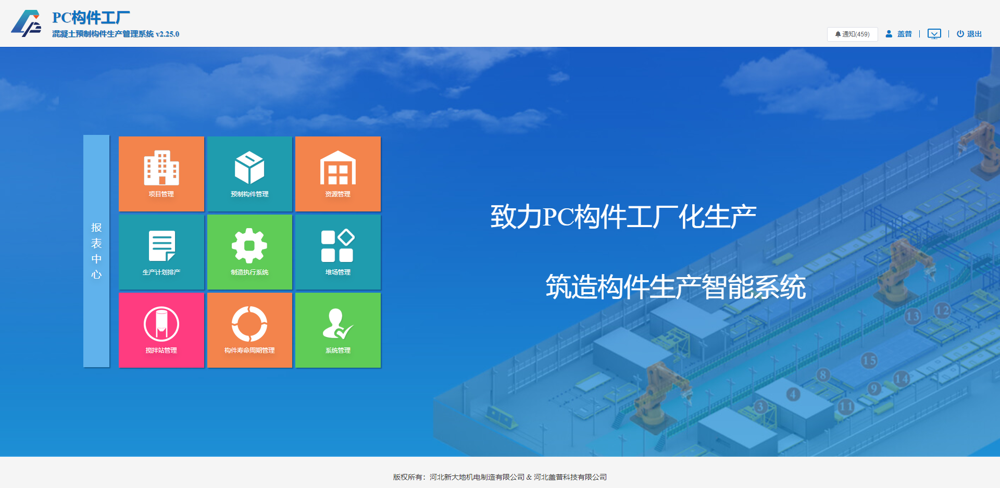 PC构件工厂
混凝土预制构件生产管理系统 v2.25.0
通知(459)
盖普
退出
报表中心
项目管理
预制构件管理
资源管理
生产计划排产
制造执行系统
堆场管理
搅拌站管理
构件寿命周期管理
系统管理
致力PC构件工厂化生产
筑造构件生产智能系统
12
13
15
8
14
9
4
11
3
版权所有：河北新大地机电制造有限公司 & 河北盖普科技有限公司